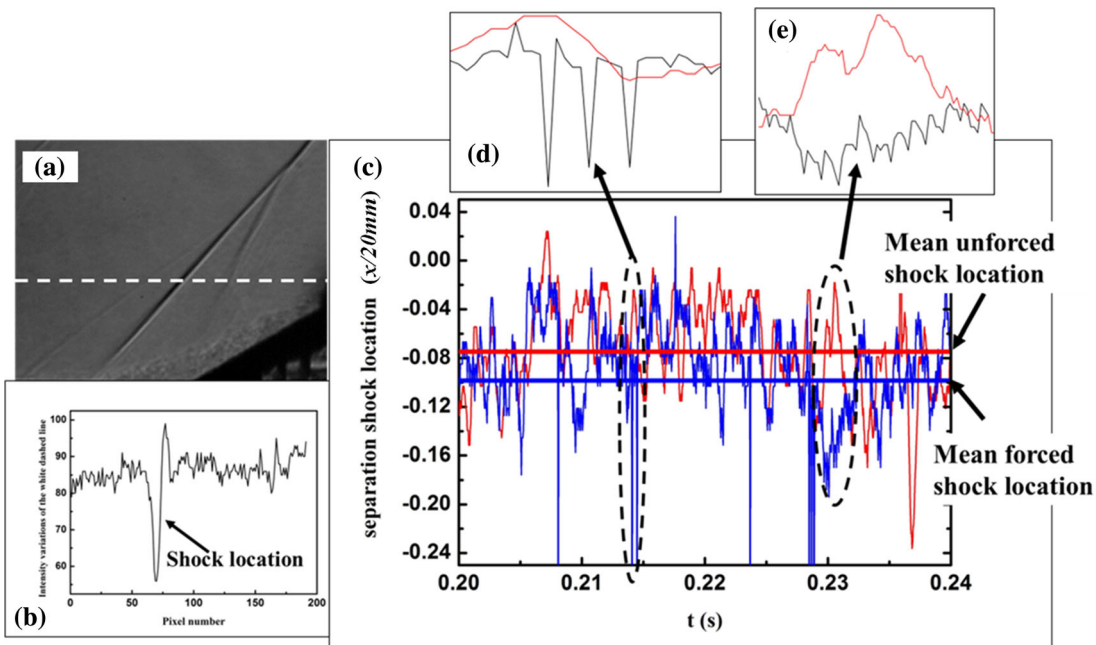 (d)
(e)
(a)
(c)
separation shock location (x/20mm)
0.04
0.00
-0.04
-0.08
-0.12
-0.16
-0.20
-0.24
0.20
0.21
0.22
0.23
0.24
t (s)
Mean unforced
shock location
Mean forced
shock location
(b)
Intensity variations of the white dashed line
100
90
80
70
60
0
50
100
150
200
Pixel number
Shock location